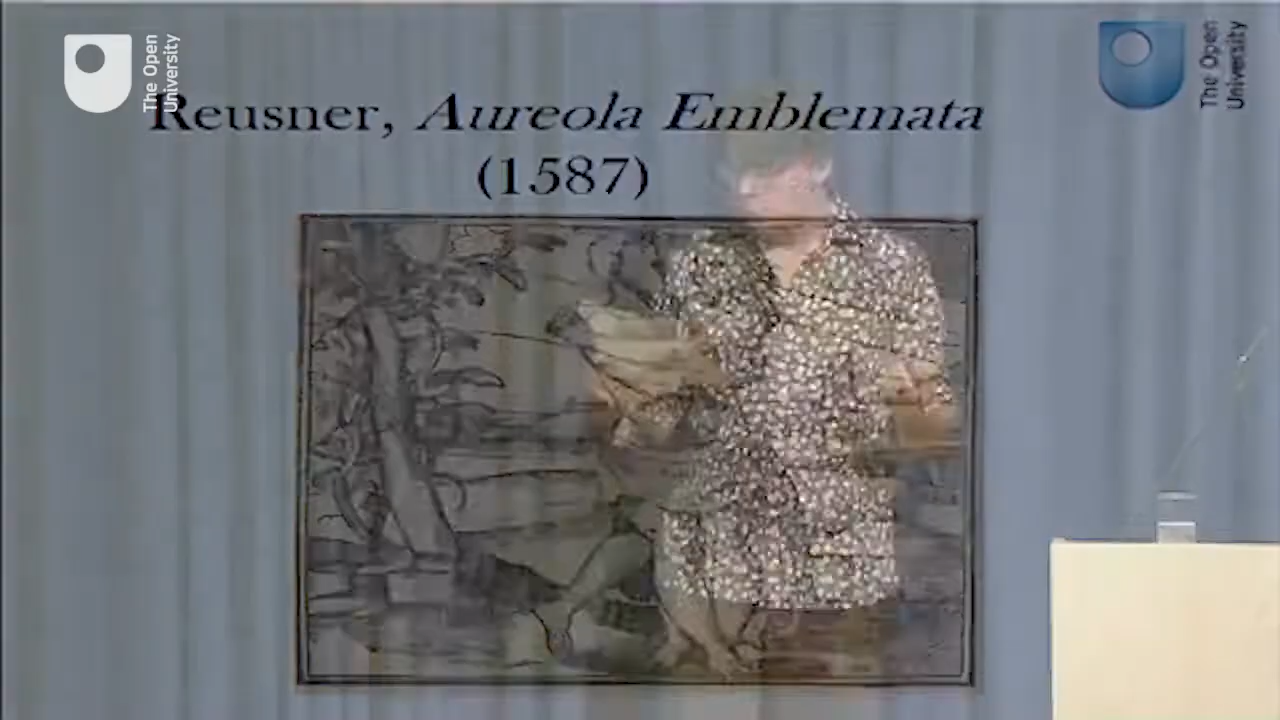 The Open
University
The Open
University
Reusner, Aureola Emblemata
(1587)